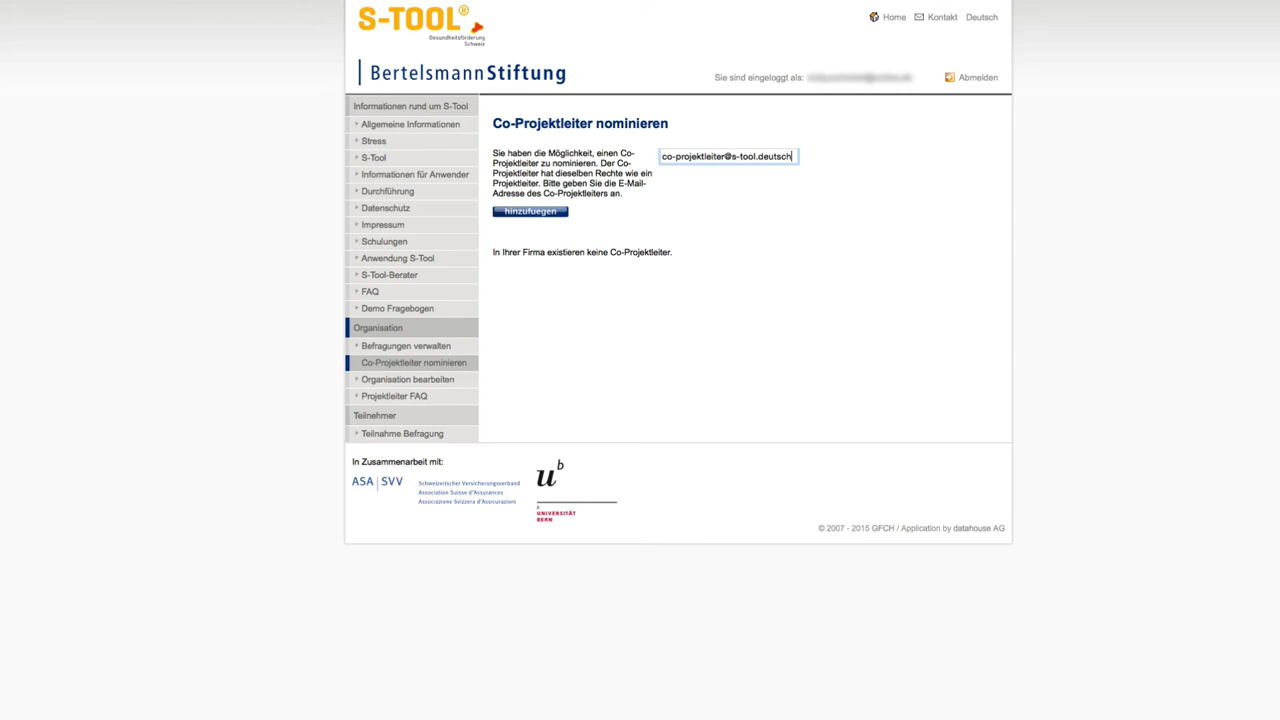 S-TOOL®
Gesundheitsförderung
Schweiz
Home Kontakt Deutsch
BertelsmannStiftung
Sie sind eingeloggt als:
Abmelden
Informationen rund um S-Tool
Allgemeine Informationen
Stress
S-Tool
Informationen für Anwender
Durchführung
Datenschutz
Impressum
Schulungen
Anwendung S-Tool
S-Tool-Berater
FAQ
Demo Fragebogen
Organisation
Befragungen verwalten
Co-Projektleiter nominieren
Organisation bearbeiten
Projektleiter FAQ
Teilnehmer
Teilnahme Befragung
Co-Projektleiter nominieren
Sie haben die Möglichkeit, einen Co-
Projektleiter zu nominieren. Der Co-
Projektleiter hat dieselben Rechte wie ein
Projektleiter. Bitte geben Sie die E-Mail-
Adresse des Co-Projektleiters an.
co-projektleiter@s-tool.deutsch
hinzufuegen
In Ihrer Firma existieren keine Co-Projektleiter.
In Zusammenarbeit mit:
ASA | SVV
Schweizerischer Versicherungsverband
Association Suisse d'Assurances
Associazione Svizzera d'Assicurazioni
u b
b
UNIVERSITÄT
BERN
© 2007 - 2015 GFCH / Application by datahouse AG